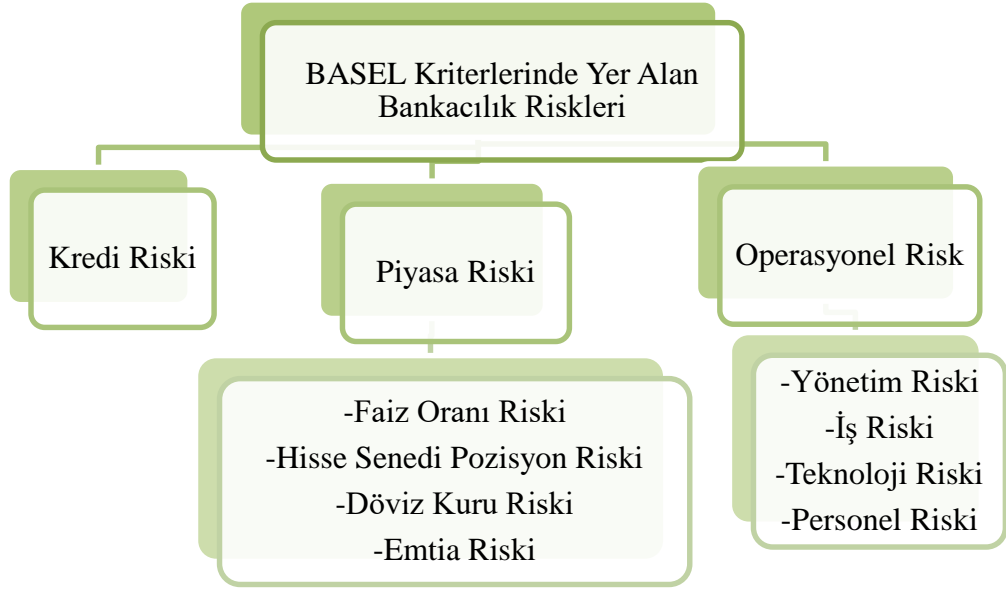 BASEL Kriterlerinde Yer Alan
Bankacılık Riskleri
Kredi Riski
Piyasa Riski
Operasyonel Risk
-Faiz Oranı Riski
-Hisse Senedi Pozisyon Riski
-Döviz Kuru Riski
-Emtia Riski
-Yönetim Riski
-İş Riski
-Teknoloji Riski
-Personel Riski